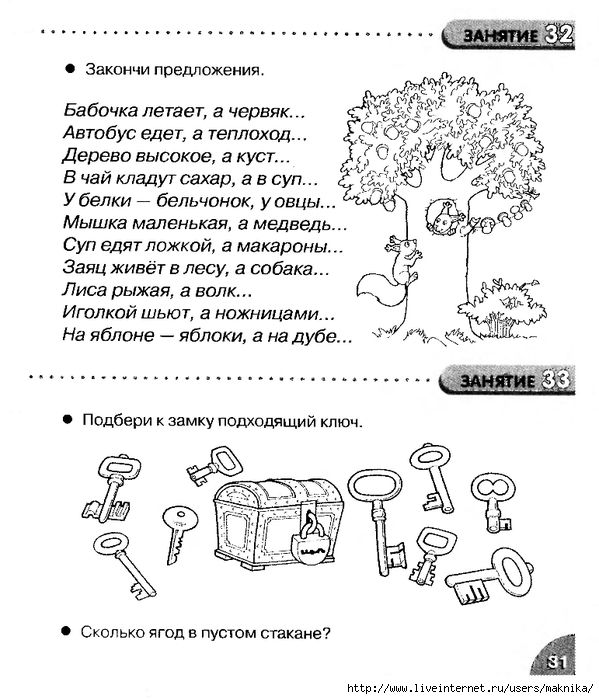 ЗАНЯТИЕ 32
● Закончи предложения.
Бабочка летает, а червяк...
Автобус едет, а теплоход...
Дерево высокое, а куст...
В чай кладут сахар, а в суп...
У белки — бельчонок, у овцы...
Мышка маленькая, а медведь...
Суп едят ложкой, а макароны...
Заяц живёт в лесу, а собака...
Лиса рыжая, а волк...
Иголкой шьют, а ножницами...
На яблоне — яблоки, а на дубе...
ЗАНЯТИЕ 33
● Подбери к замку подходящий ключ.
● Сколько ягод в пустом стакане?
31
http://www.liveinternet.ru/users/maknika/